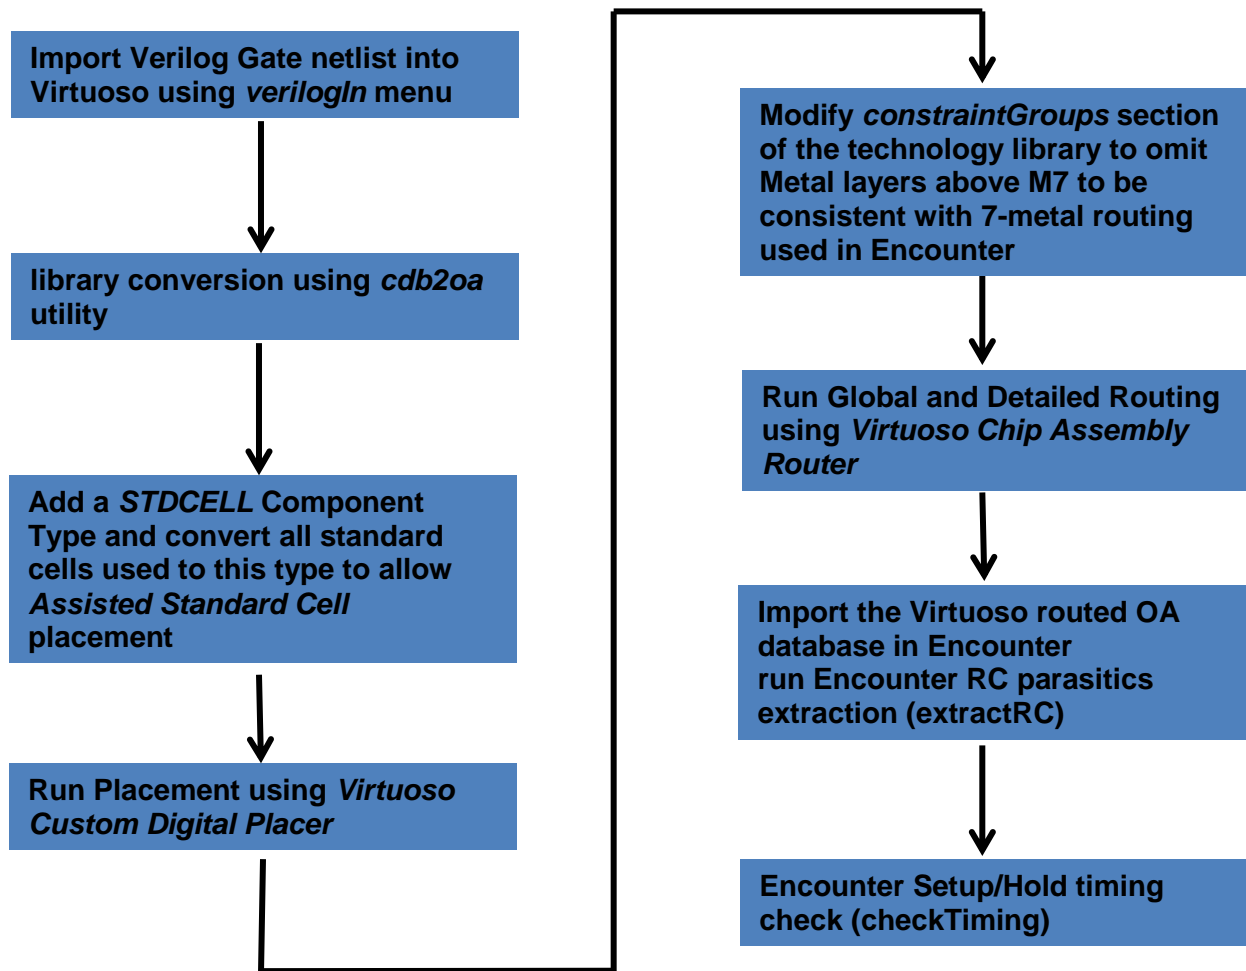 Import Verilog Gate netlist into
Virtuoso using verilogIn menu
library conversion using cdb2oa
utility
Add a STDCELL Component
Type and convert all standard
cells used to this type to allow
Assisted Standard Cell
placement
Run Placement using Virtuoso
Custom Digital Placer
Modify constraintGroups section
of the technology library to omit
Metal layers above M7 to be
consistent with 7-metal routing
used in Encounter
Run Global and Detailed Routing
using Virtuoso Chip Assembly
Router
Import the Virtuoso routed OA
database in Encounter
run Encounter RC parasitics
extraction (extractRC)
Encounter Setup/Hold timing
check (checkTiming)